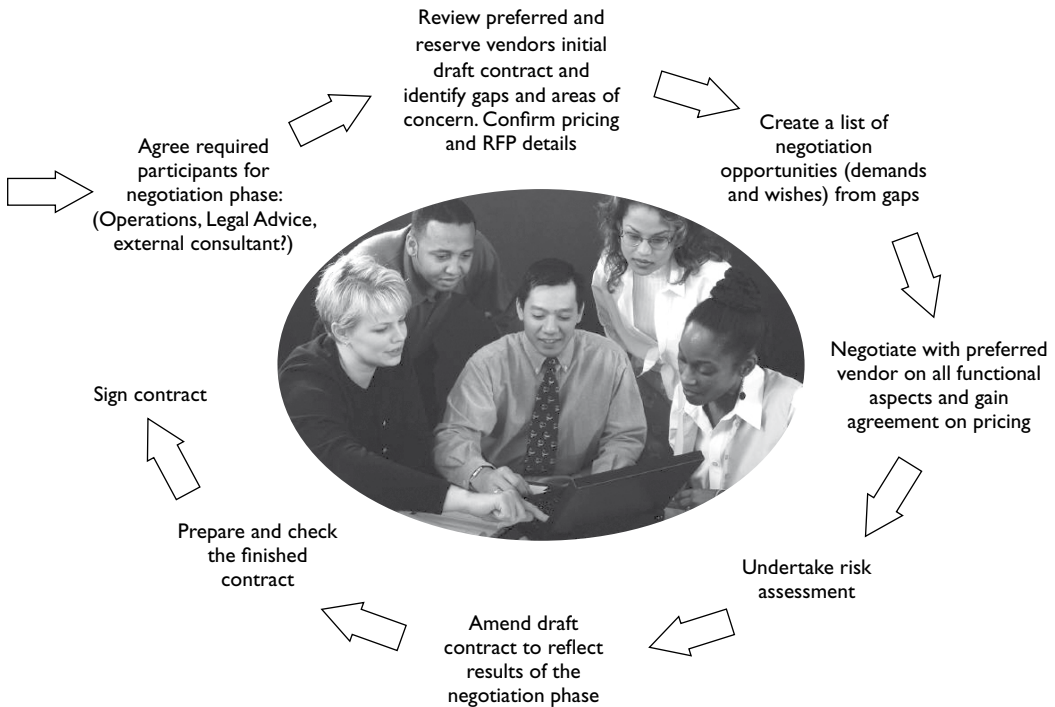 Agree required
participants for
negotiation phase:
(Operations, Legal Advice,
external consultant?)
Review preferred and
reserve vendors initial
draft contract and
identify gaps and areas of
concern. Confirm pricing
and RFP details
Create a list of
negotiation
opportunities (demands
and wishes) from gaps
Negotiate with preferred
vendor on all functional
aspects and gain
agreement on pricing
Undertake risk
assessment
Amend draft
contract to reflect
results of the
negotiation phase
Prepare and check
the finished
contract
Sign contract